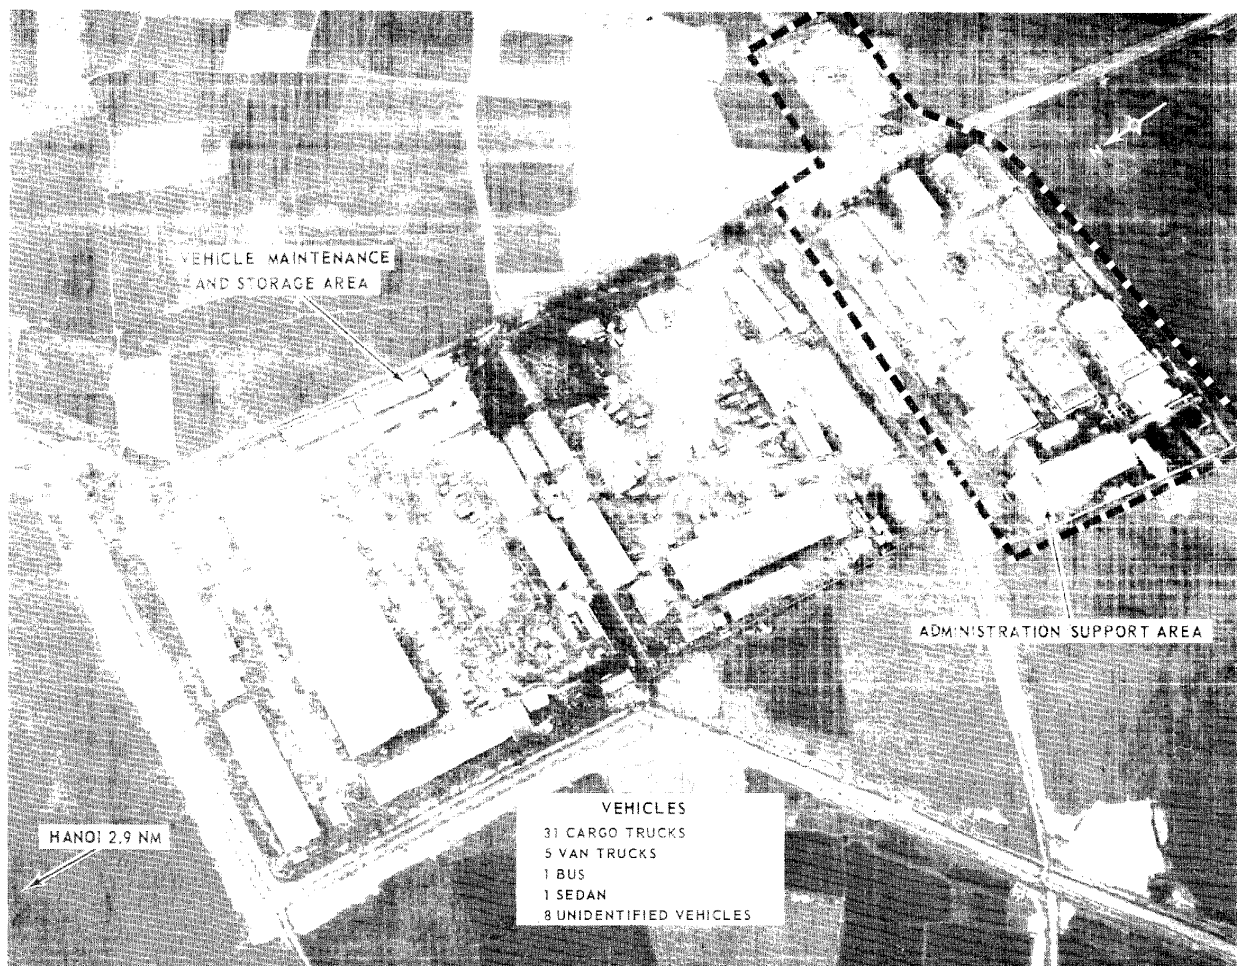 VEHICLE MAINTENANCE
AND STORAGE AREA
N
ADMINISTRATION SUPPORT AREA
HANOI 2.9 NM
VEHICLES
31 CARGO TRUCKS
5 VAN TRUCKS
1 BUS
1 SEDAN
8 UNIDENTIFIED VEHICLES